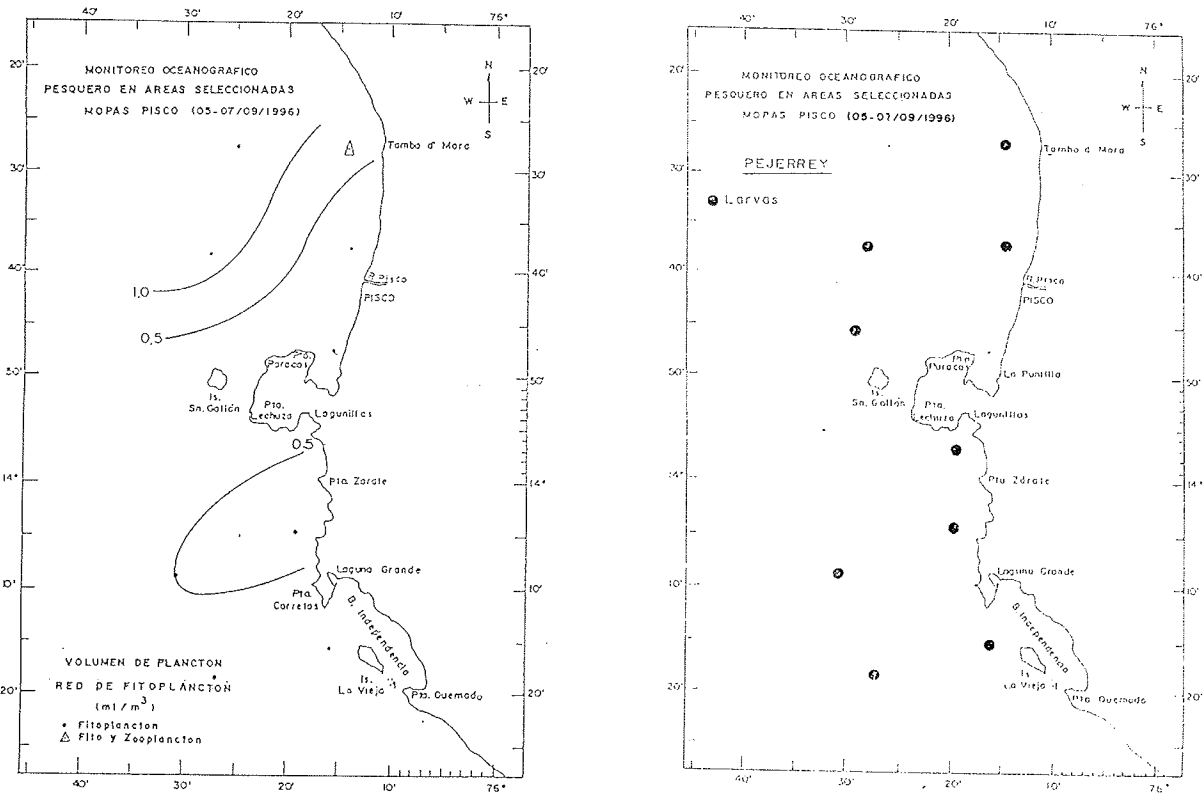 40'
30'
20'
10'
76°
20'
MONITOREO OCEANOGRAFICO
PESQUERO EN AREAS SELECCIONADAS
MOPAS PISCO (05-07/09/1996)
N
W E
S
20'
Tambo d' Mora
30'
30'
40'
R. Pisco
40'
1.0
PISCO
0.5
50'
Pta.
Paracas
50'
Is.
Sn. Gallán
Pta.
Lechuza
Lagunillas
0.5
14°
Pta. Zárate
14°
10'
Laguna Grande
10'
Pta.
Carretas
B. Independencia
VOLUMEN DE PLANCTON
RED DE FITOPLANCTON
(ml/m³)
Is.
La Vieja
Pta. Quemado
20'
20'
Fitoplancton
Fito y Zooplancton
40'
30'
20'
10'
76°
40'
30'
20'
10'
76°
20'
MONITOREO OCEANOGRAFICO
PESQUERO EN AREAS SELECCIONADAS
MOPAS PISCO (05-07/09/1996)
N
W E
S
20'
Tambo d' Mora
30'
PEJERREY
30'
Larvas
40'
R. Pisco
40'
PISCO
50'
Pta.
Paracas
La Puntilla
50'
Is.
Sn. Gallán
Pta.
Lechuza
Lagunillas
14°
Pta. Zárate
14°
10'
Laguna Grande
10'
B. Independencia
Is.
La Vieja
Pta. Quemado
20'
20'
40'
30'
20'
10'
76°